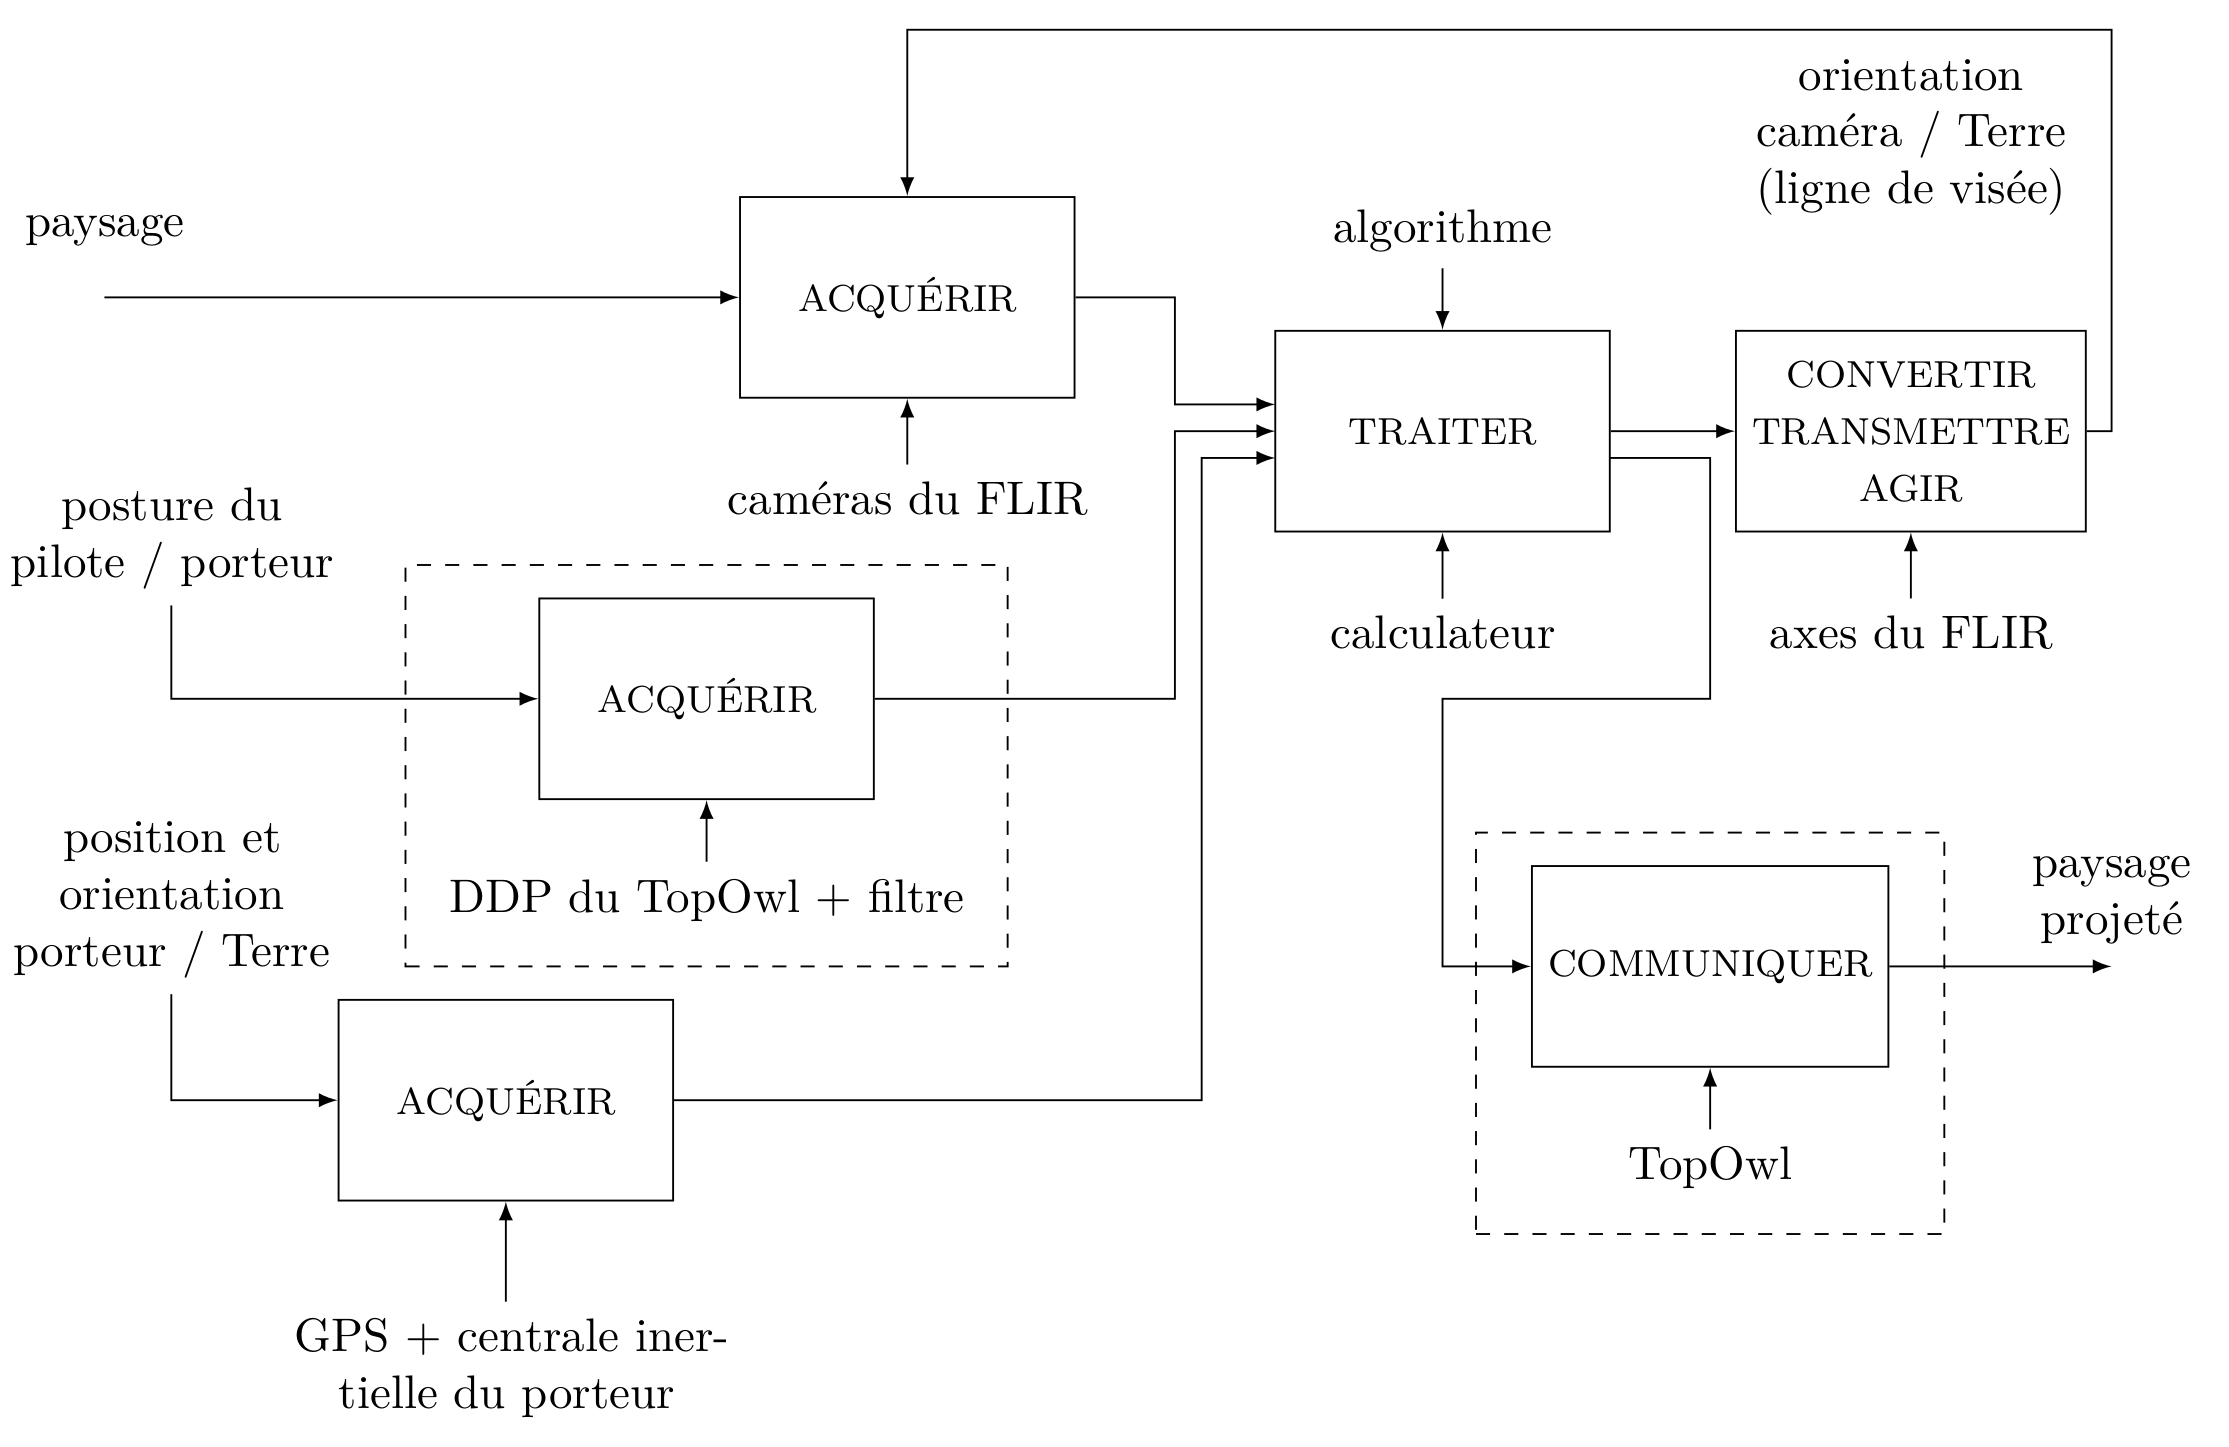 orientation
caméra / Terre
(ligne de visée)
paysage
algorithme
ACQUÉRIR
CONVERTIR
TRAITER
TRANSMETTRE
AGIR
caméras du FLIR
posture du
pilote / porteur
calculateur
axes du FLIR
ACQUÉRIR
position et
orientation
porteur / Terre
DDP du TopOwl + filtre
paysage
projeté
COMMUNIQUER
ACQUÉRIR
TopOwl
GPS + centrale iner-
tielle du porteur